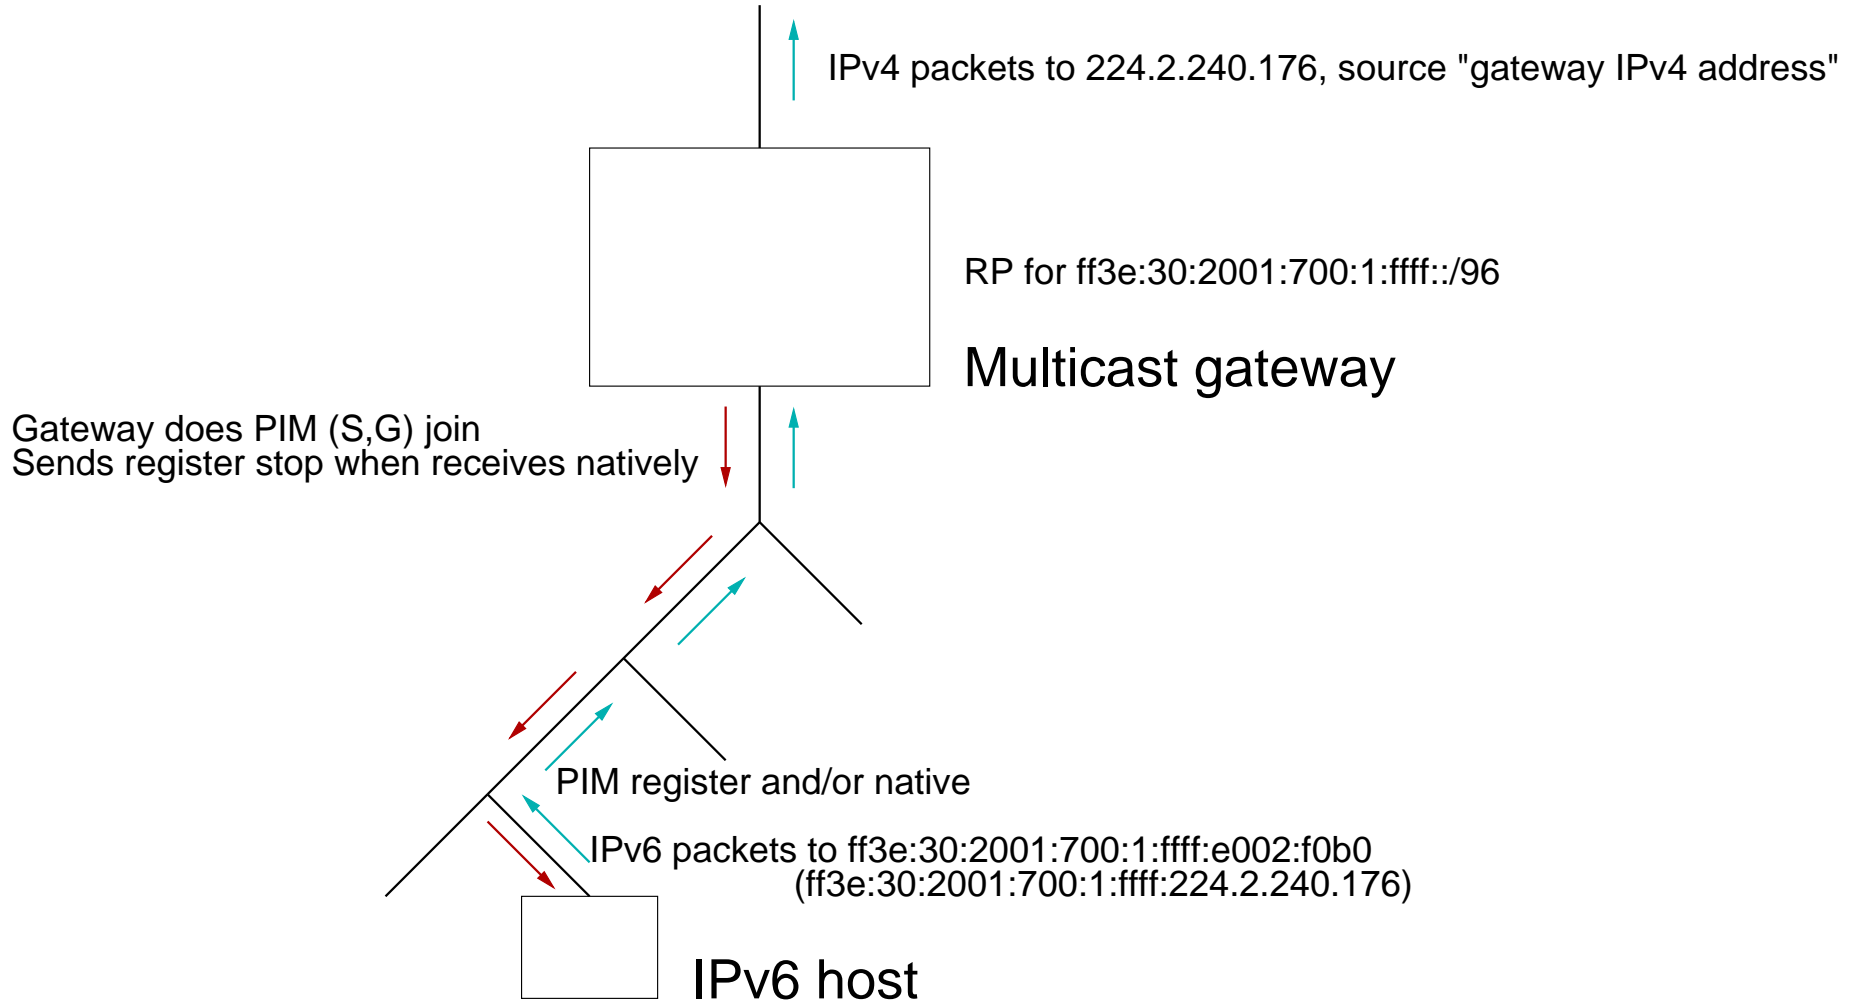 IPv4 packets to 224.2.240.176, source "gateway IPv4 address"
RP for ff3e:30:2001:700:1:ffff::/96
Multicast gateway
Gateway does PIM (S,G) join
Sends register stop when receives natively
PIM register and/or native
IPv6 packets to ff3e:30:2001:700:1:ffff:e002:f0b0
(ff3e:30:2001:700:1:ffff:224.2.240.176)
IPv6 host